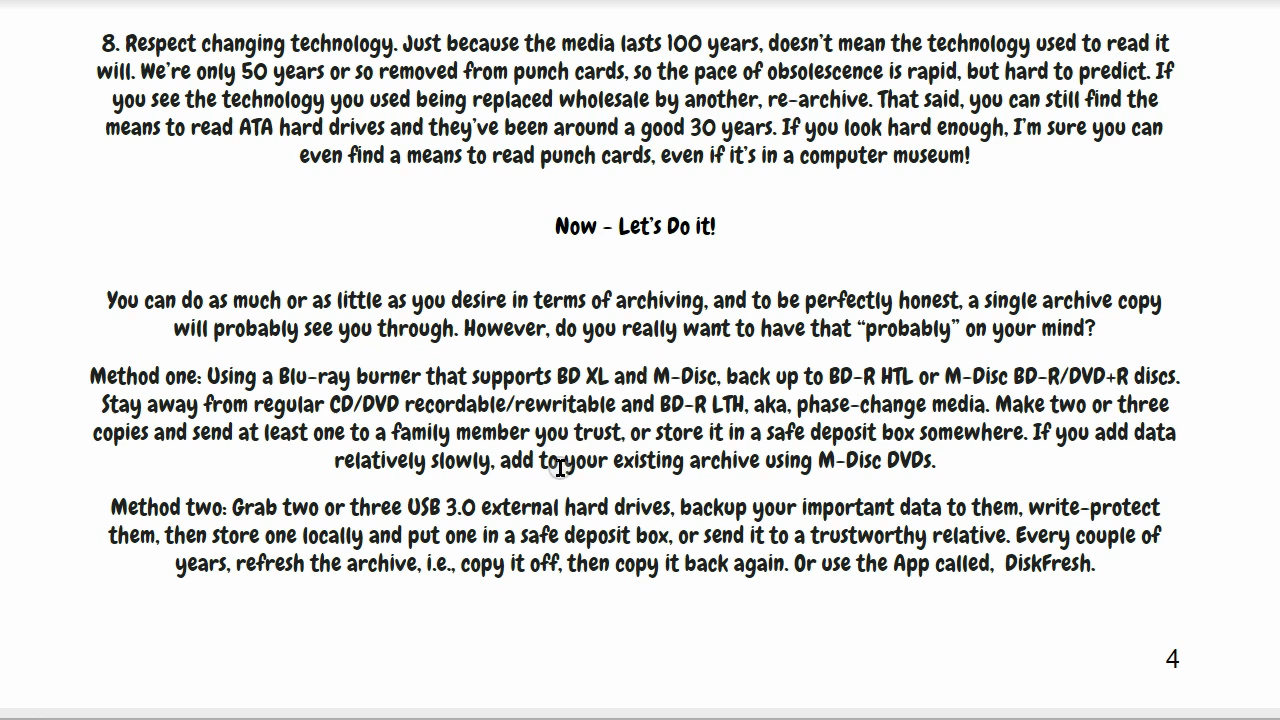 8. Respect changing technology. Just because the media lasts 100 years, doesn’t mean the technology used to read it
will. We’re only 50 years or so removed from punch cards, so the pace of obsolescence is rapid, but hard to predict. If
you see the technology you used being replaced wholesale by another, re-archive. That said, you can still find the
means to read ATA hard drives and they’ve been around a good 30 years. If you look hard enough, I’m sure you can
even find a means to read punch cards, even if it’s in a computer museum!
Now - Let’s Do it!
You can do as much or as little as you desire in terms of archiving, and to be perfectly honest, a single archive copy
will probably see you through. However, do you really want to have that “probably” on your mind?
Method one: Using a Blu-ray burner that supports BD XL and M-Disc, back up to BD-R HTL or M-Disc BD-R/DVD+R discs.
Stay away from regular CD/DVD recordable/rewritable and BD-R LTH, aka, phase-change media. Make two or three
copies and send at least one to a family member you trust, or store it in a safe deposit box somewhere. If you add data
relatively slowly, add to your existing archive using M-Disc DVDs.
Method two: Grab two or three USB 3.0 external hard drives, backup your important data to them, write-protect
them, then store one locally and put one in a safe deposit box, or send it to a trustworthy relative. Every couple of
years, refresh the archive, i.e., copy it off, then copy it back again. Or use the App called, DiskFresh.
4